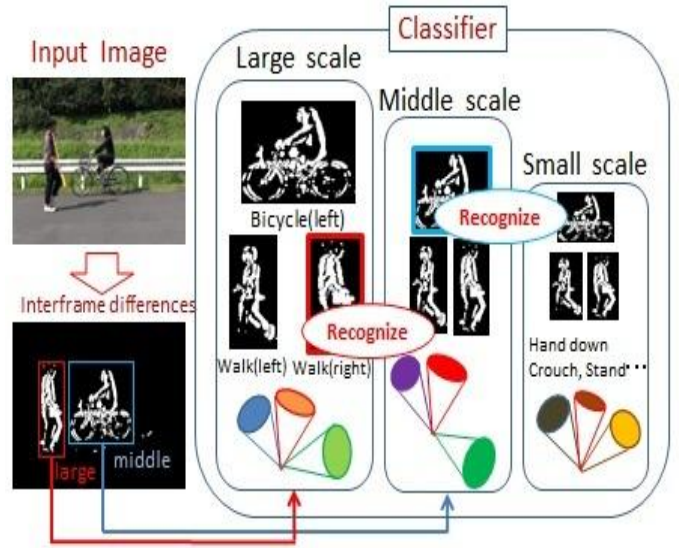 Classifier
Input Image
Large scale
Middle scale
Small scale
Bicycle(left)
Recognize
Interframe differences
Recognize
Walk(left)
Walk(right)
Hand down
Crouch, Stand···
large
middle